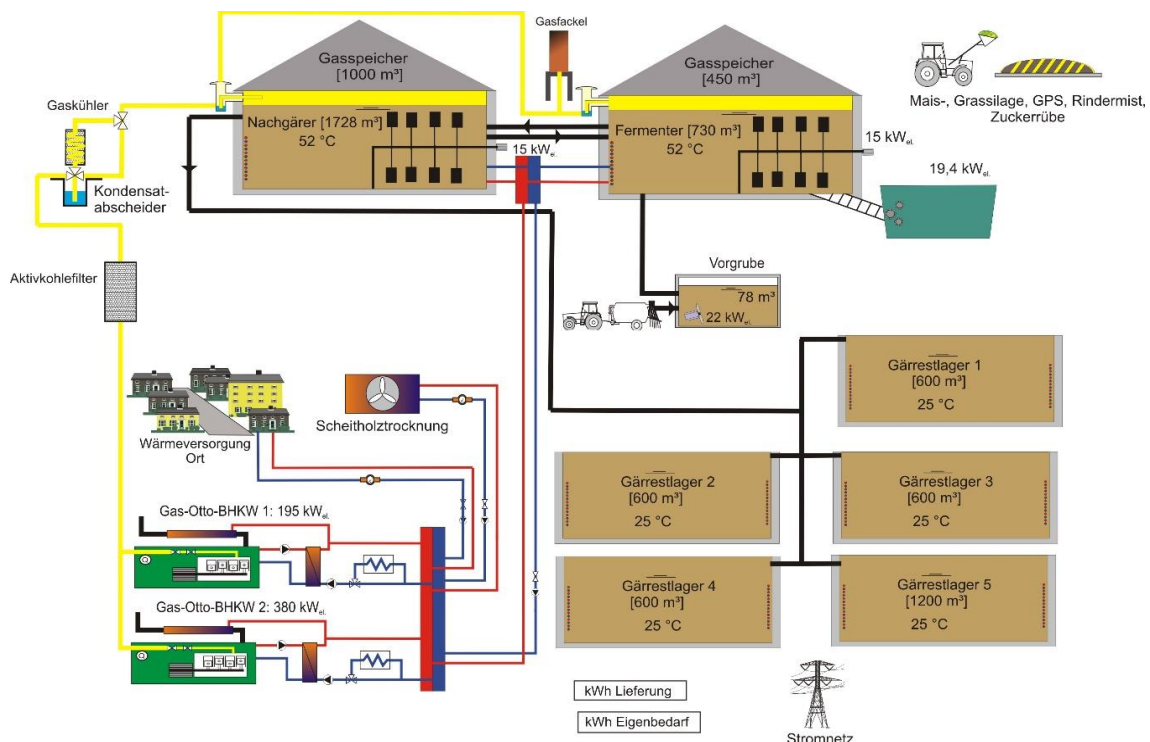 Gasfackel
Gasspeicher
[1000 m³]
Gasspeicher
[450 m³]
Mais-, Grassilage, GPS, Rindermist,
Zuckerrübe
Gaskühler
Nachgärer [1728 m³]
52 °C
15 kWel.
Fermenter [730 m³]
52 °C
15 kWel.
19,4 kWel.
Kondensat-
abscheider
Aktivkohlefilter
Vorgrube
78 m³
22 kWel.
Wärmeversorgung
Ort
Scheitholztrocknung
Gärrestlager 1
[600 m³]
25 °C
Gärrestlager 2
[600 m³]
25 °C
Gärrestlager 3
[600 m³]
25 °C
Gas-Otto-BHKW 1: 195 kWel.
Gärrestlager 4
[600 m³]
25 °C
Gärrestlager 5
[1200 m³]
25 °C
Gas-Otto-BHKW 2: 380 kWel.
kWh Lieferung
kWh Eigenbedarf
Stromnetz